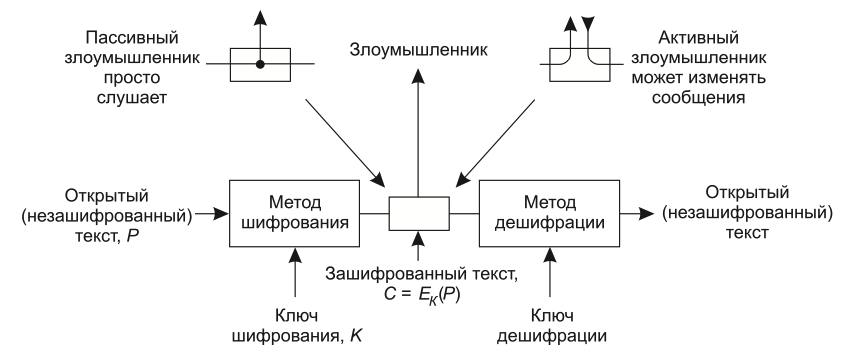 Пассивный
злоумышленник
просто
слушает
Злоумышленник
Активный
злоумышленник
может изменять
сообщения
Открытый
(незашифрованный)
текст, P
Метод
шифрования
Метод
дешифрации
Открытый
(незашифрованный)
текст
Зашифрованный текст,
C = EK(P)
Ключ
шифрования, K
Ключ
дешифрации